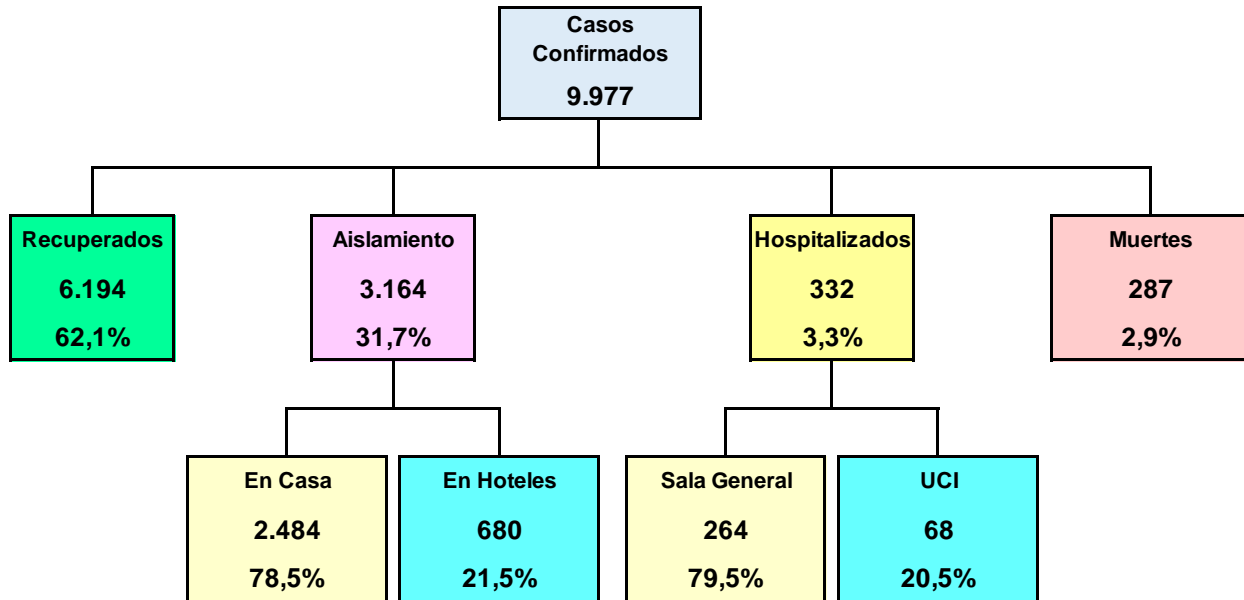 Casos
Confirmados
9.977
Recuperados
6.194
62,1%
Aislamiento
3.164
31,7%
Hospitalizados
332
3,3%
Muertes
287
2,9%
En Casa
2.484
78,5%
En Hoteles
680
21,5%
Sala General
264
79,5%
UCI
68
20,5%